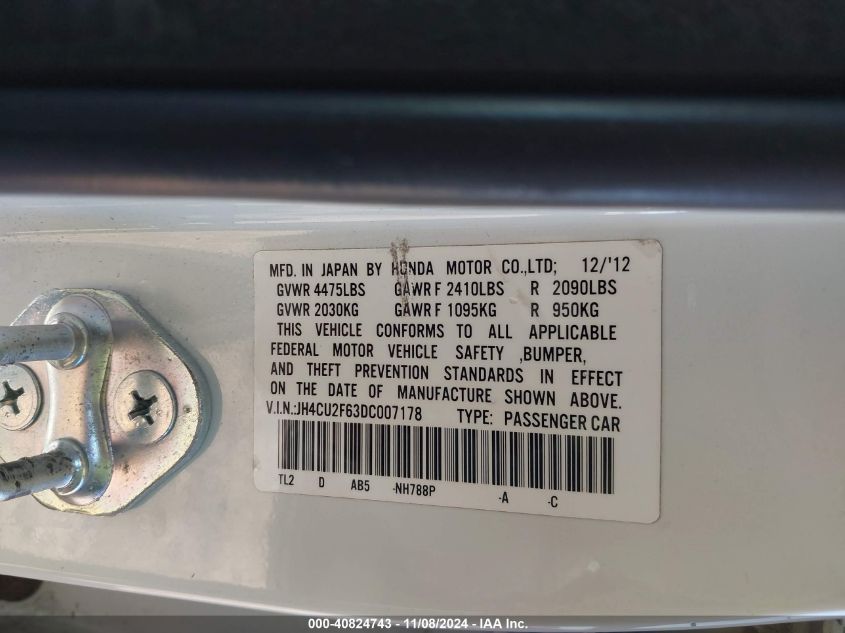 MFD. IN JAPAN BY HONDA MOTOR CO.,LTD; 12/'12
GVWR 4475LBS GAWR F 2410LBS R 2090LBS
GVWR 2030KG GAWR F 1095KG R 950KG
THIS VEHICLE CONFORMS TO ALL APPLICABLE
FEDERAL MOTOR VEHICLE SAFETY ,BUMPER,
AND THEFT PREVENTION STANDARDS IN EFFECT
ON THE DATE OF MANUFACTURE SHOWN ABOVE.
V.I.N.:JH4CU2F63DC007178 TYPE: PASSENGER CAR
TL2 D AB5 -NH788P -A -C
000-40824743 - 11/08/2024 - IAA Inc.